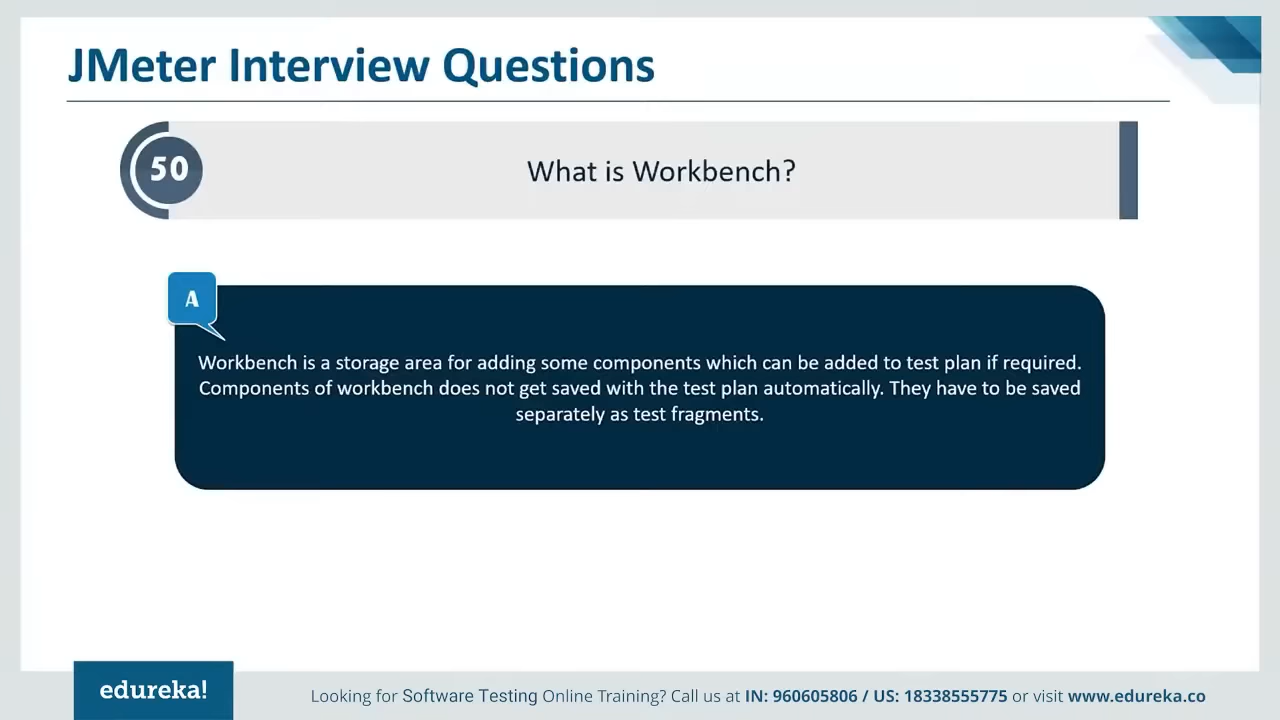 JMeter Interview Questions
50
What is Workbench?
A
Workbench is a storage area for adding some components which can be added to test plan if required.
Components of workbench does not get saved with the test plan automatically. They have to be saved
separately as test fragments.
edureka!
Looking for Software Testing Online Training? Call us at IN: 960605806 / US: 18338555775 or visit www.edureka.co